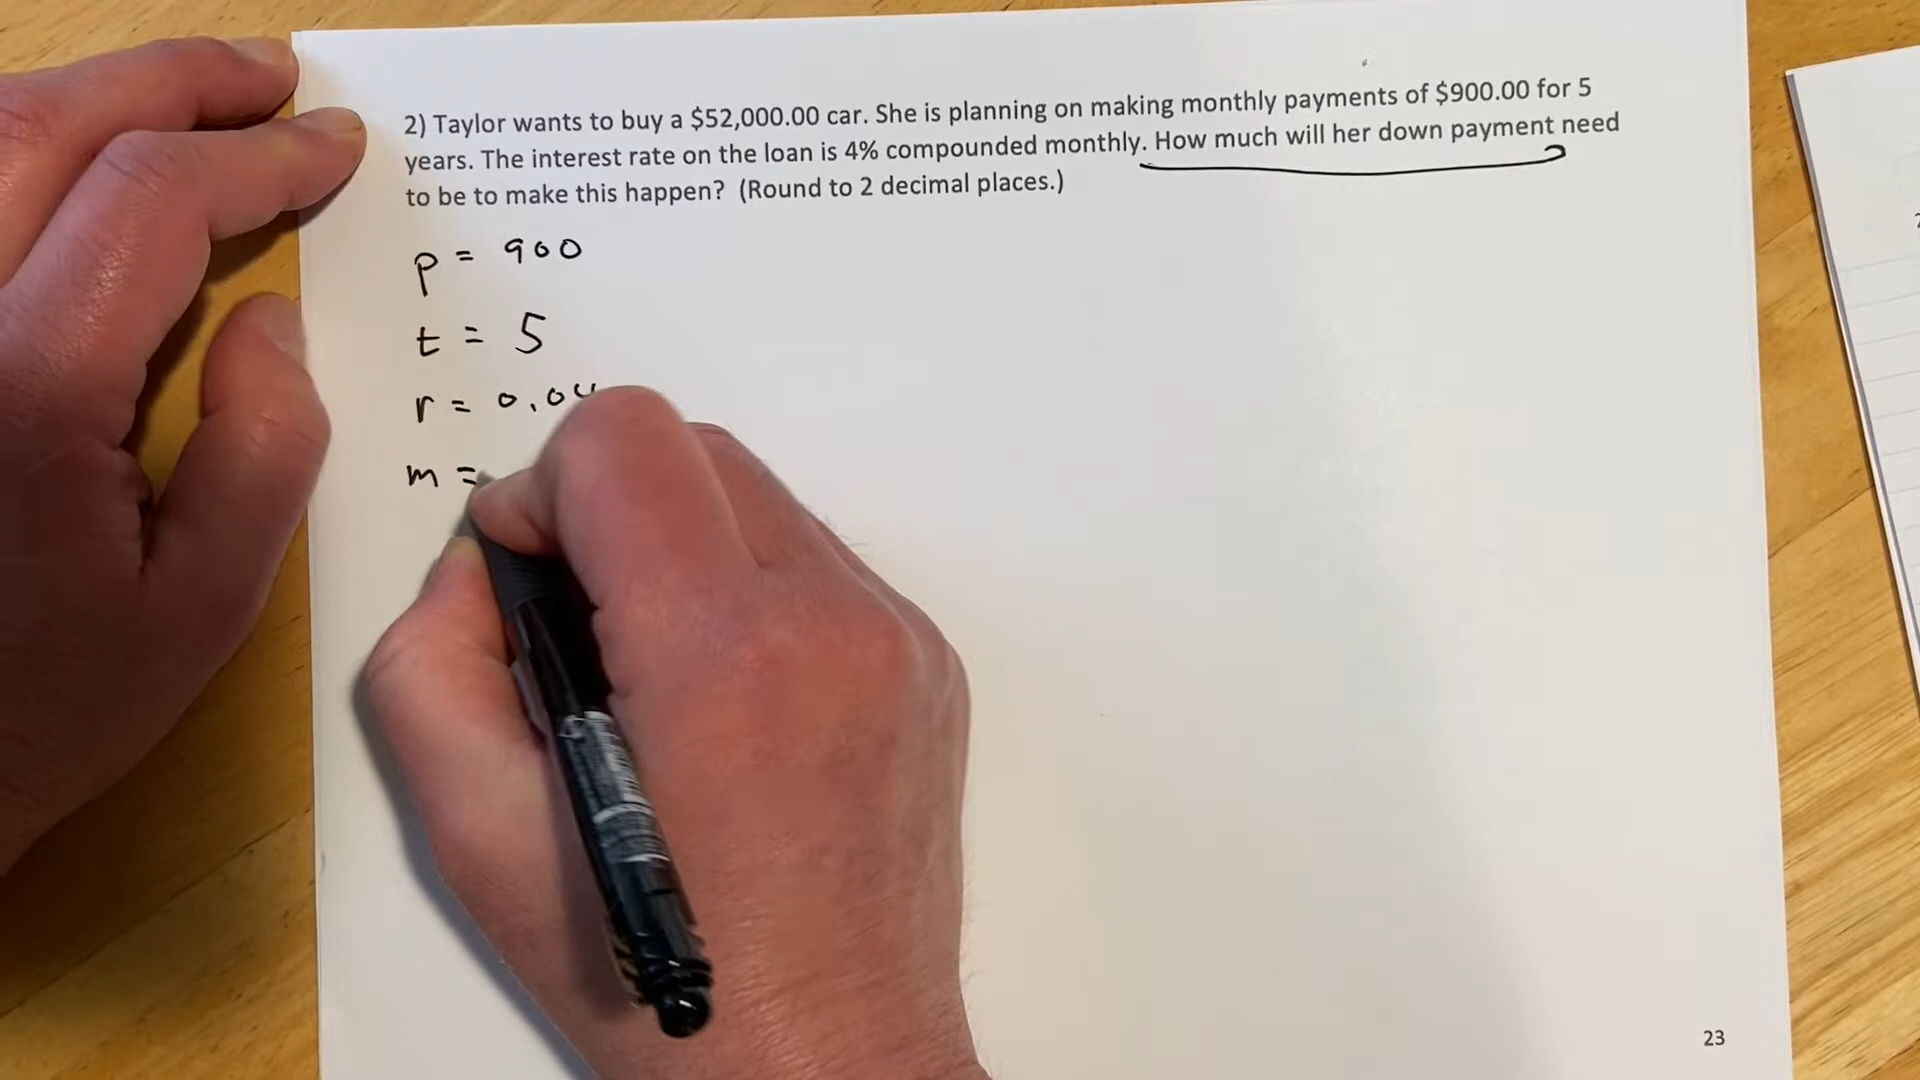 2) Taylor wants to buy a $52,000.00 car. She is planning on making monthly payments of $900.00 for 5
years. The interest rate on the loan is 4% compounded monthly. How much will her down payment need
to be to make this happen? (Round to 2 decimal places.)
p = 900
t = 5
r = 0.04
m =
23